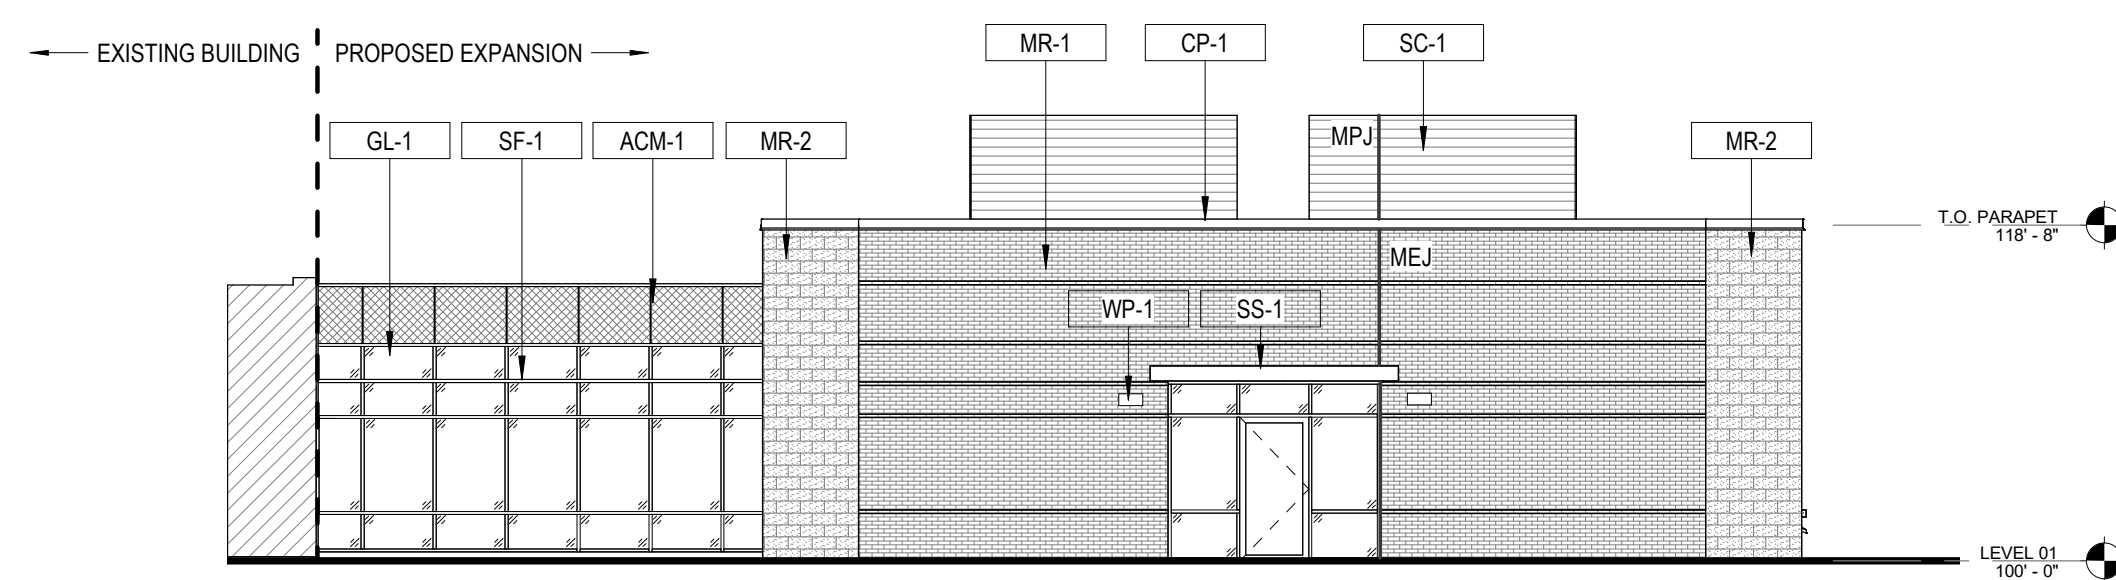 EXISTING BUILDING
PROPOSED EXPANSION
MR-1
CP-1
SC-1
GL-1
SF-1
ACM-1
MR-2
MPJ
MR-2
T.O. PARAPET
118' - 8"
MEJ
WP-1
SS-1
LEVEL 01
100' - 0"